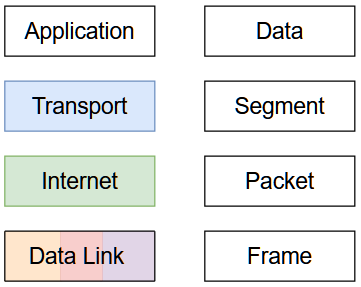 Application Data
Transport Segment
Internet Packet
Data Link Frame